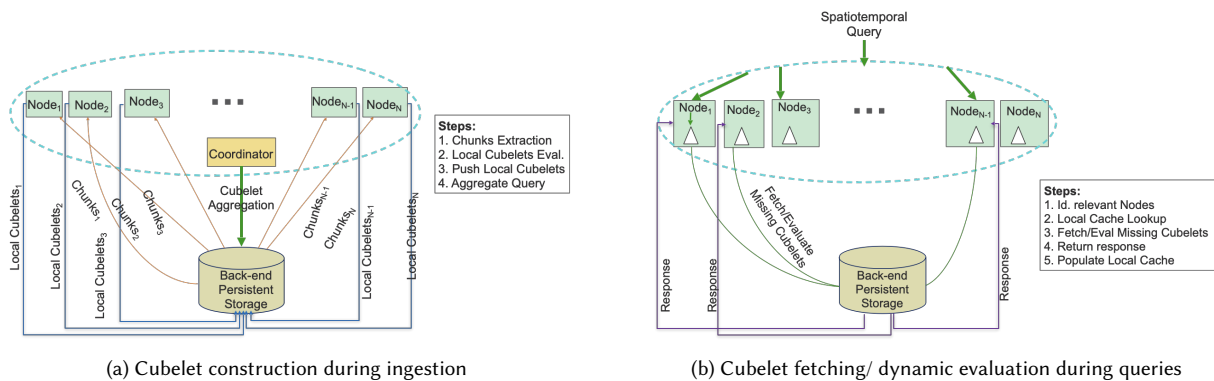 Node1
Node2
Node3
NodeN-1
NodeN
Coordinator
Cubelet
Aggregation
Local Cubelets1
Local Cubelets2
Local Cubelets3
Chunks1
Chunks2
Chunks3
ChunksN-1
ChunksN
Local CubeletsN-1
Local CubeletsN
Back-end
Persistent
Storage
Steps:
1. Chunks Extraction
2. Local Cubelets Eval.
3. Push Local Cubelets
4. Aggregate Query
(a) Cubelet construction during ingestion
Spatiotemporal
Query
Node1
Node2
Node3
NodeN-1
NodeN
Fetch/Evaluate
Missing Cubelets
Response
Response
Response
Back-end
Persistent
Storage
Steps:
1. Id. relevant Nodes
2. Local Cache Lookup
3. Fetch/Eval Missing Cubelets
4. Return response
5. Populate Local Cache
(b) Cubelet fetching/ dynamic evaluation during queries